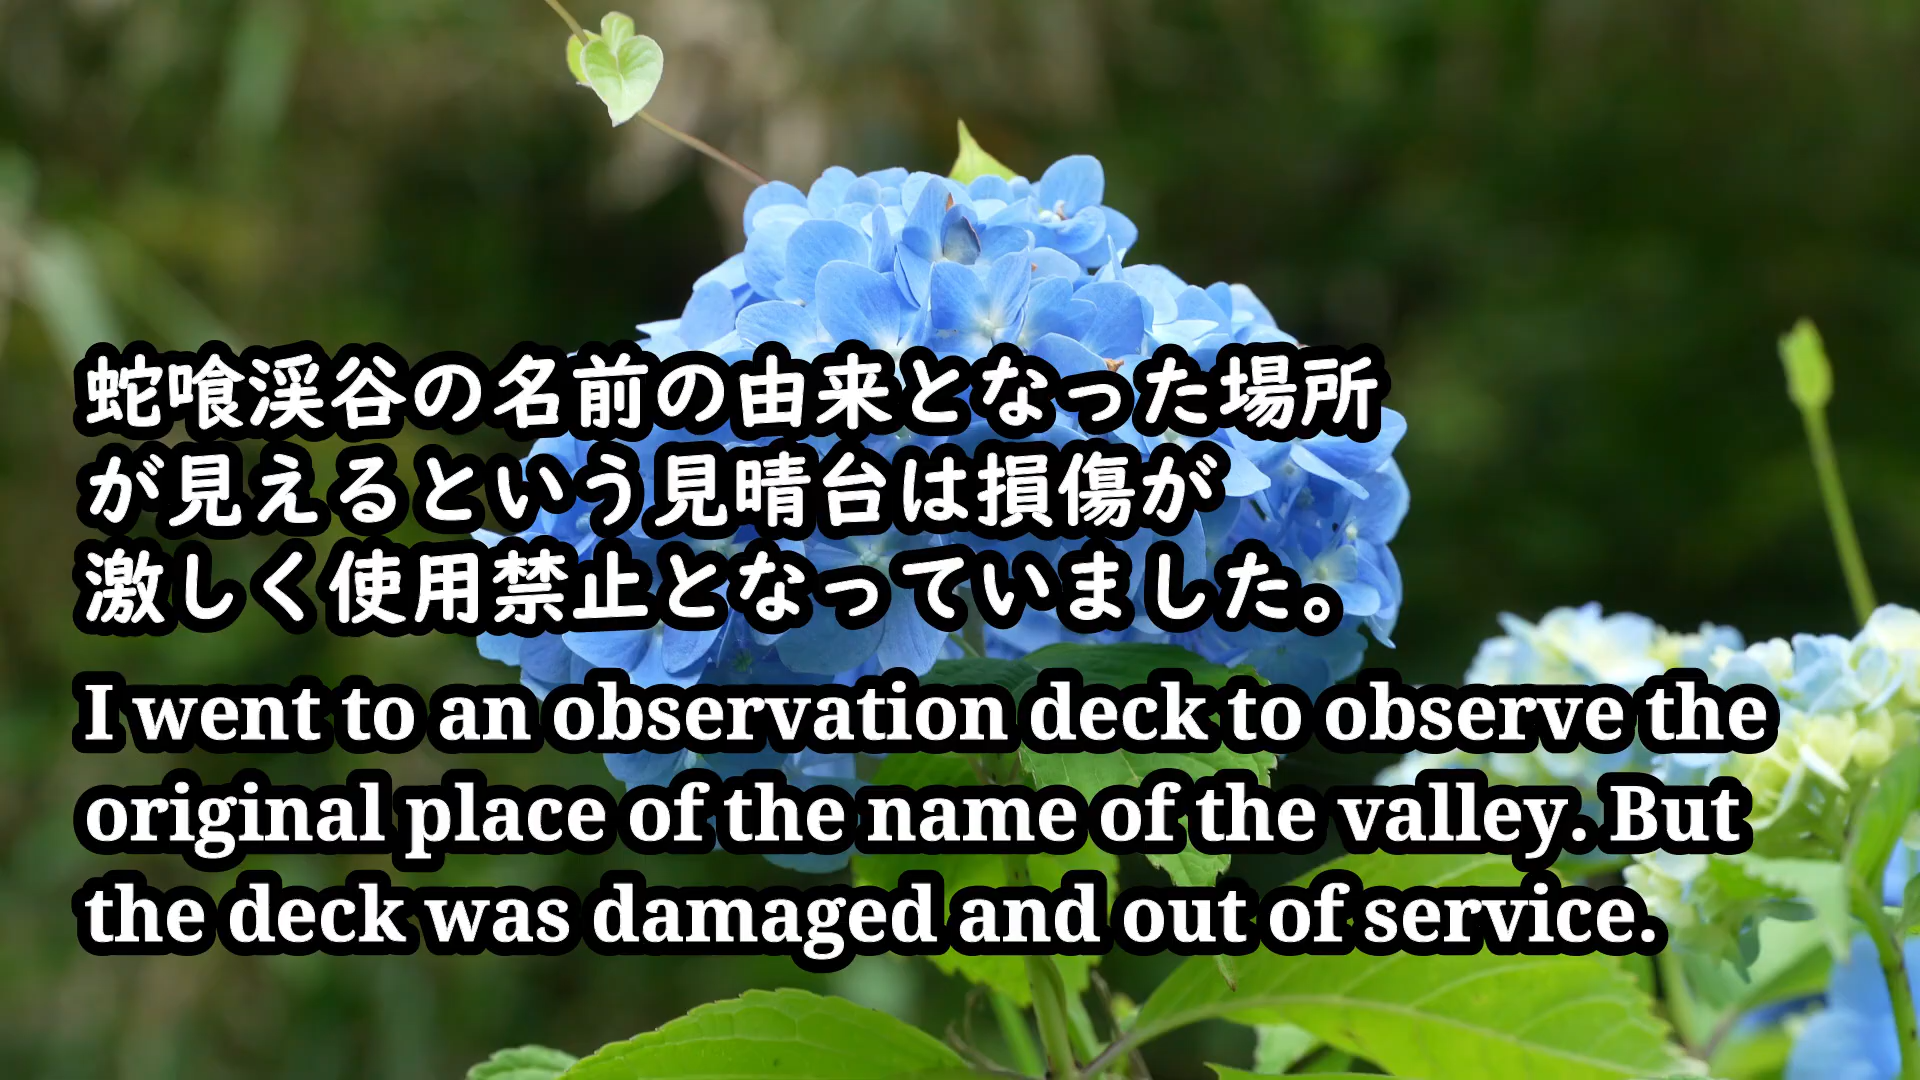 蛇喰渓谷の名前の由来となった場所
が見えるという見晴台は損傷が
激しく使用禁止となっていました。
I went to an observation deck to observe the
original place of the name of the valley. But
the deck was damaged and out of service.